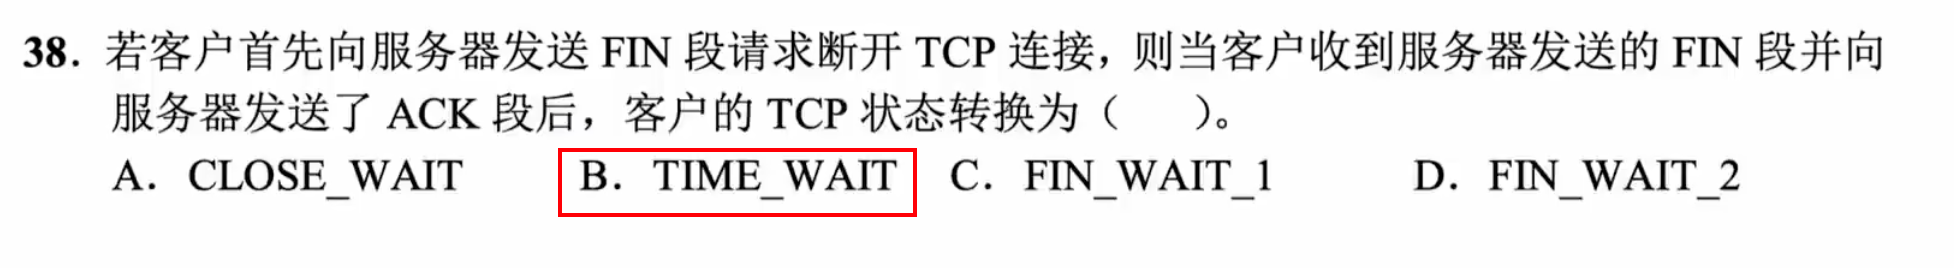 38．若客户首先向服务器发送 FIN 段请求断开 TCP 连接，则当客户收到服务器发送的 FIN 段并向
服务器发送了 ACK 段后，客户的 TCP 状态转换为（　　）。
A．CLOSE_WAIT　B．TIME_WAIT　C．FIN_WAIT_1　D．FIN_WAIT_2